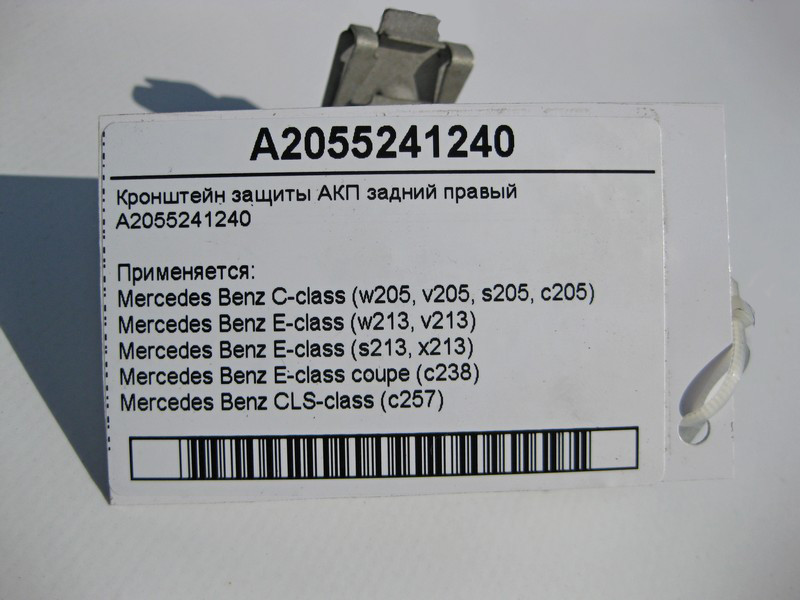 A2055241240
Кронштейн защиты АКП задний правый
A2055241240
Применяется:
Mercedes Benz C-class (w205, v205, s205, c205)
Mercedes Benz E-class (w213, v213)
Mercedes Benz E-class (s213, x213)
Mercedes Benz E-class coupe (c238)
Mercedes Benz CLS-class (c257)